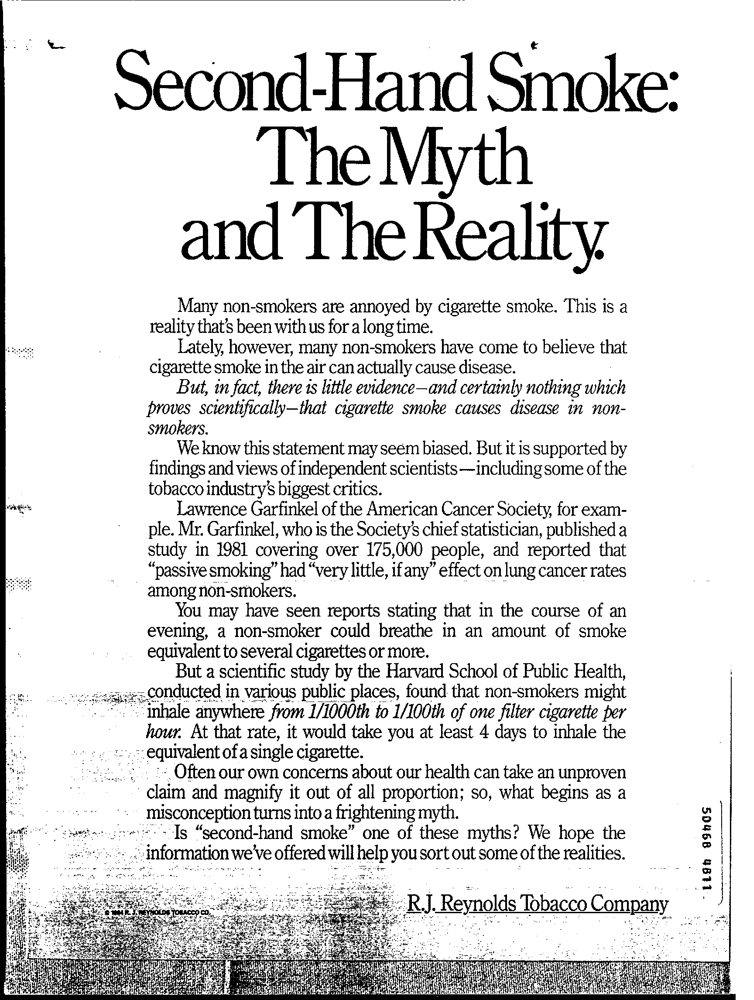 Second-Hand Smoke:
The Myth
and The Reality.
Many non-smokers are annoyed by cigarette smoke. This is a
reality that's been with us for a long time.
Lately, however, many non-smokers have come to believe that
cigarette smoke in the air can actually cause disease.
But, in fact, there is little evidence—and certainly nothing which
proves scientifically—that cigarette smoke causes disease in non-
smokers.
We know this statement may seem biased. But it is supported by
findings and views of independent scientists—including some of the
tobacco industry's biggest critics.
Lawrence Garfinkel of the American Cancer Society, for exam-
ple. Mr. Garfinkel, who is the Society's chief statistician, published a
study in 1981 covering over 175,000 people, and reported that
“passive smoking” had “very little, if any” effect on lung cancer rates
among non-smokers.
You may have seen reports stating that in the course of an
evening, a non-smoker could breathe in an amount of smoke
equivalent to several cigarettes or more.
But a scientific study by the Harvard School of Public Health,
conducted in various public places, found that non-smokers might
inhale anywhere from 1/1000th to 1/100th of one filter cigarette per
hour. At that rate, it would take you at least 4 days to inhale the
equivalent of a single cigarette.
Often our own concerns about our health can take an unproven
claim and magnify it out of all proportion; so, what begins as a
misconception turns into a frightening myth.
Is “second-hand smoke” one of these myths? We hope the
information we've offered will help you sort out some of the realities.
R.J. Reynolds Tobacco Company
© 1984 R. J. REYNOLDS TOBACCO CO.
50468 4811